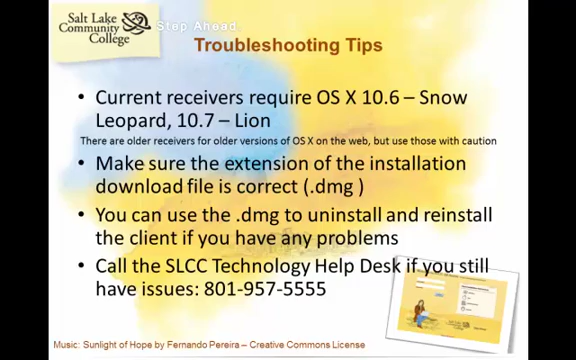 Salt Lake
Community
College
Step Ahead.
Troubleshooting Tips
• Current receivers require OS X 10.6 – Snow
Leopard, 10.7 – Lion
There are older receivers for older versions of OS X on the web, but use those with caution
• Make sure the extension of the installation
download file is correct (.dmg )
• You can use the .dmg to uninstall and reinstall
the client if you have any problems
• Call the SLCC Technology Help Desk if you still
have issues: 801-957-5555
Music: Sunlight of Hope by Fernando Pereira – Creative Commons License